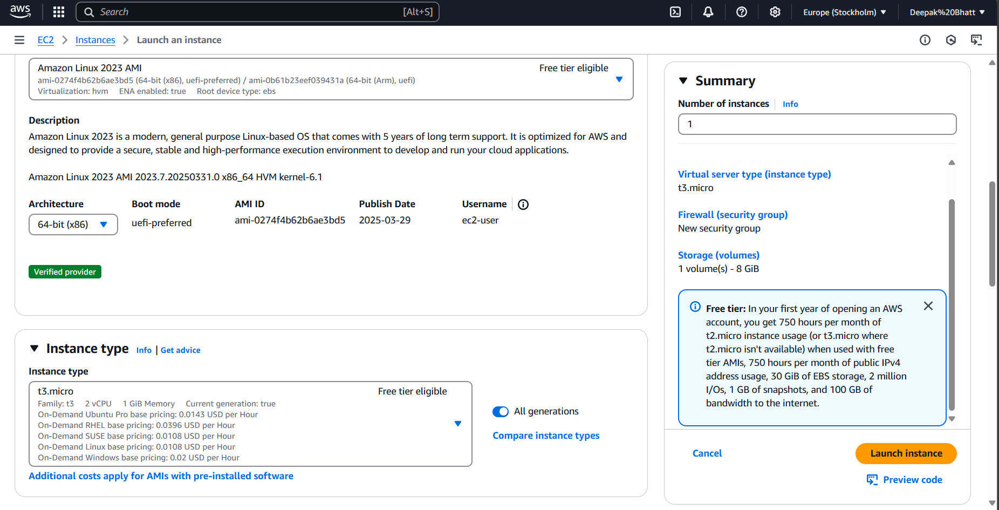 aws
Search
[Alt+S]
Europe (Stockholm)
Deepak%20Bhatt
EC2
Instances
Launch an instance
Amazon Linux 2023 AMI
Free tier eligible
ami-0274f4b62b6ae3bd5 (64-bit (x86), uefi-preferred) / ami-0b61b23eef039431a (64-bit (Arm), uefi)
Virtualization: hvm ENA enabled: true Root device type: ebs
Description
Amazon Linux 2023 is a modern, general purpose Linux-based OS that comes with 5 years of long term support. It is optimized for AWS and
designed to provide a secure, stable and high-performance execution environment to develop and run your cloud applications.
Amazon Linux 2023 AMI 2023.7.20250331.0 x86_64 HVM kernel-6.1
Architecture Boot mode AMI ID Publish Date Username
64-bit (x86) uefi-preferred ami-0274f4b62b6ae3bd5 2025-03-29 ec2-user
Verified provider
Instance type Info | Get advice
Instance type
t3.micro
Free tier eligible
Family: t3 2 vCPU 1 GiB Memory Current generation: true
On-Demand Ubuntu Pro base pricing: 0.0143 USD per Hour
On-Demand RHEL base pricing: 0.0396 USD per Hour
On-Demand SUSE base pricing: 0.0108 USD per Hour
On-Demand Linux base pricing: 0.0108 USD per Hour
On-Demand Windows base pricing: 0.02 USD per Hour
All generations
Compare instance types
Additional costs apply for AMIs with pre-installed software
Summary
Number of instances Info
1
Virtual server type (instance type)
t3.micro
Firewall (security group)
New security group
Storage (volumes)
1 volume(s) - 8 GiB
Free tier: In your first year of opening an AWS
account, you get 750 hours per month of
t2.micro instance usage (or t3.micro where
t2.micro isn't available) when used with free
tier AMIs, 750 hours per month of public IPv4
address usage, 30 GiB of EBS storage, 2 million
I/Os, 1 GB of snapshots, and 100 GB of
bandwidth to the internet.
Cancel
Launch instance
Preview code